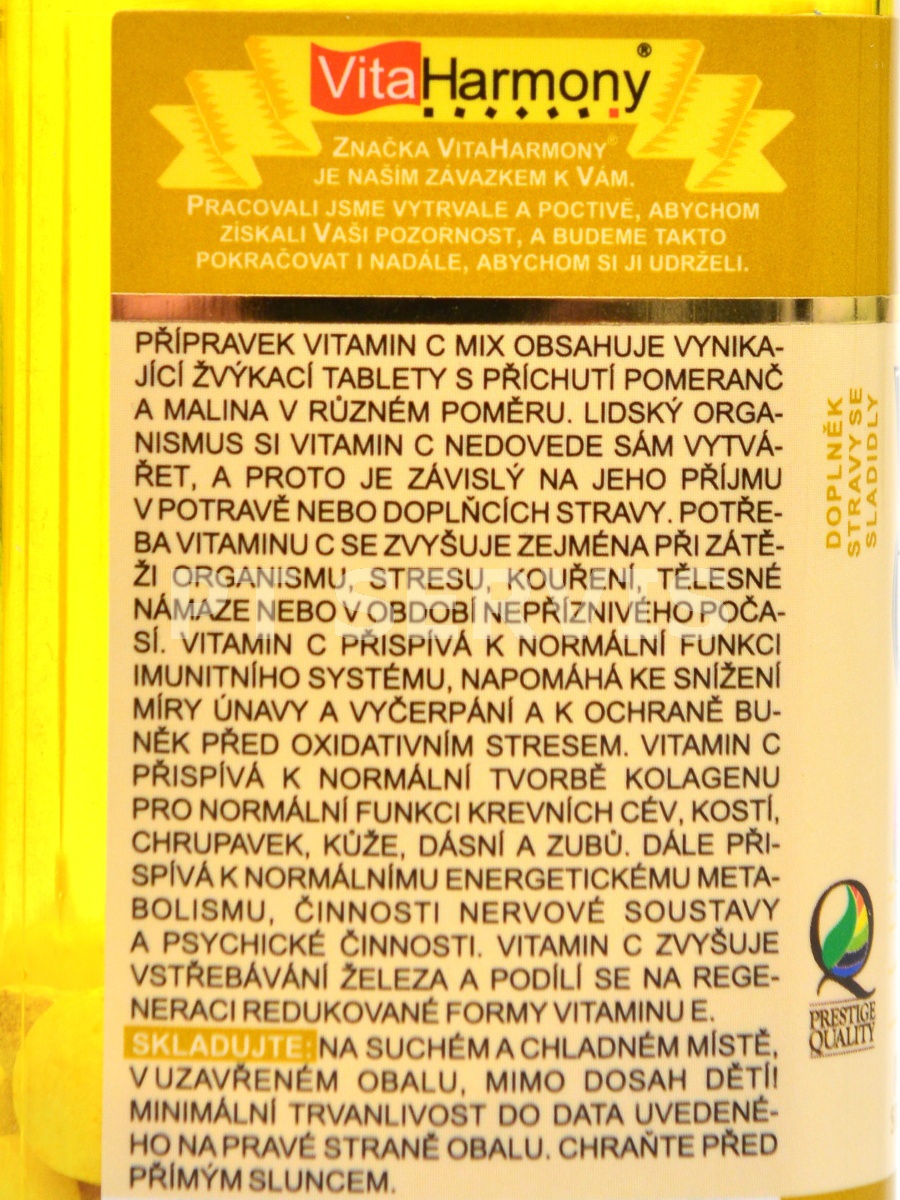 VitaHarmony®
ZNAČKA VITAHARMONY®
JE NAŠÍM ZÁVAZKEM K VÁM.
PRACOVALI JSME VYTRVALE A POCTIVĚ, ABYCHOM
ZÍSKALI VAŠI POZORNOST, A BUDEME TAKTO
POKRAČOVAT I NADÁLE, ABYCHOM SI JI UDRŽELI.
PŘÍPRAVEK VITAMIN C MIX OBSAHUJE VYNIKA-
JÍCÍ ŽVÝKACÍ TABLETY S PŘÍCHUTÍ POMERANČ
A MALINA V RŮZNÉM POMĚRU. LIDSKÝ ORGA-
NISMUS SI VITAMIN C NEDOVEDE SÁM VYTVÁ-
ŘET, A PROTO JE ZÁVISLÝ NA JEHO PŘÍJMU
V POTRAVĚ NEBO DOPLŇCÍCH STRAVY. POTŘE-
BA VITAMINU C SE ZVYŠUJE ZEJMÉNA PŘI ZÁTĚ-
ŽI ORGANISMU, STRESU, KOUŘENÍ, TĚLESNÉ
NÁMAZE NEBO V OBDOBÍ NEPŘÍZNIVÉHO POČA-
SÍ. VITAMIN C PŘISPÍVÁ K NORMÁLNÍ FUNKCI
IMUNITNÍHO SYSTÉMU, NAPOMÁHÁ KE SNÍŽENÍ
MÍRY ÚNAVY A VYČERPÁNÍ A K OCHRANĚ BU-
NĚK PŘED OXIDATIVNÍM STRESEM. VITAMIN C
PŘISPÍVÁ K NORMÁLNÍ TVORBĚ KOLAGENU
PRO NORMÁLNÍ FUNKCI KREVNÍCH CÉV, KOSTÍ,
CHRUPAVEK, KŮŽE, DÁSNÍ A ZUBŮ. DÁLE PŘI-
SPÍVÁ K NORMÁLNÍMU ENERGETICKÉMU META-
BOLISMU, ČINNOSTI NERVOVÉ SOUSTAVY
A PSYCHICKÉ ČINNOSTI. VITAMIN C ZVYŠUJE
VSTŘEBÁVÁNÍ ŽELEZA A PODÍLÍ SE NA REGE-
NERACI REDUKOVANÉ FORMY VITAMINU E.
SKLADUJTE: NA SUCHÉM A CHLADNÉM MÍSTĚ,
V UZAVŘENÉM OBALU, MIMO DOSAH DĚTÍ!
MINIMÁLNÍ TRVANLIVOST DO DATA UVEDENÉ-
HO NA PRAVÉ STRANĚ OBALU. CHRAŇTE PŘED
PŘÍMÝM SLUNCEM.
DOPLNĚK
STRAVY SE
SLADIDLY
PRESTIGE
QUALITY